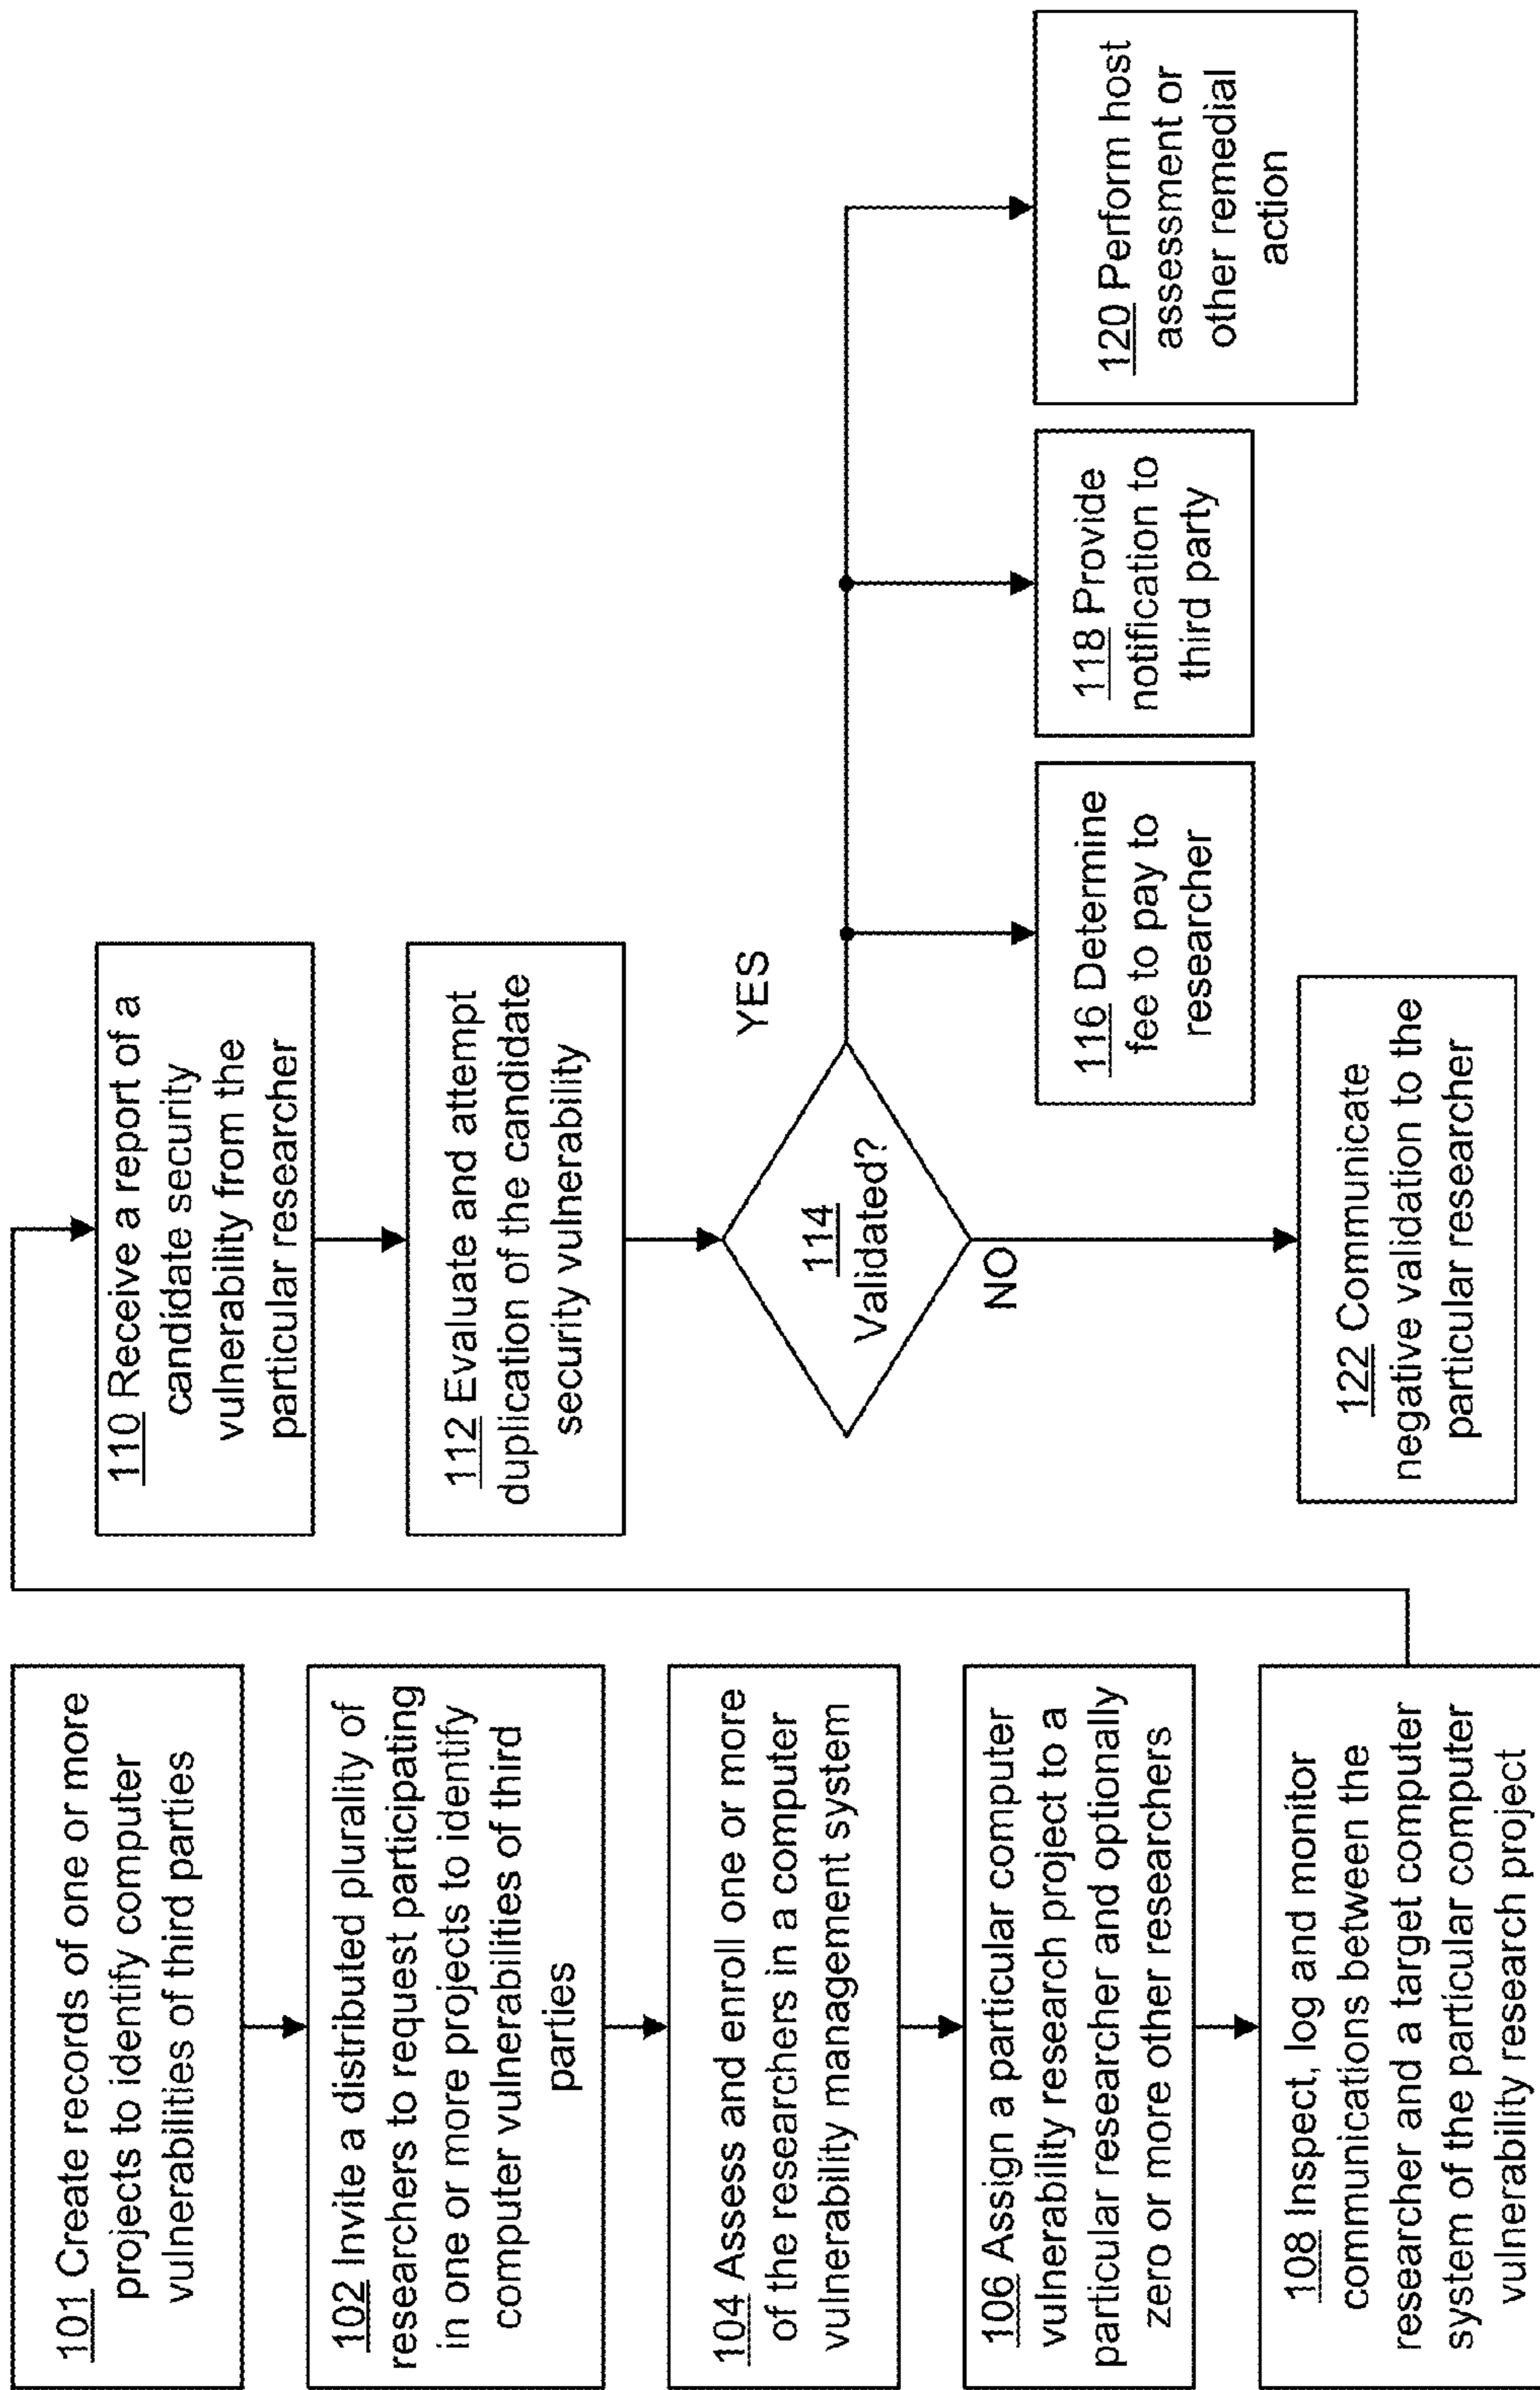 101 Create records of one or more
projects to identify computer
vulnerabilities of third parties
102 Invite a distributed plurality of
researchers to request participating
in one or more projects to identify
computer vulnerabilities of third
parties
104 Assess and enroll one or more
of the researchers in a computer
vulnerability management system
106 Assign a particular computer
vulnerability research project to a
particular researcher and optionally
zero or more other researchers
108 Inspect, log and monitor
communications between the
researcher and a target computer
system of the particular computer
vulnerability research project
110 Receive a report of a
candidate security
vulnerability from the
particular researcher
112 Evaluate and attempt
duplication of the candidate
security vulnerability
114
Validated?
YES
NO
116 Determine
fee to pay to
researcher
118 Provide
notification to
third party
120 Perform host
assessment or
other remedial
action
122 Communicate
negative validation to the
particular researcher